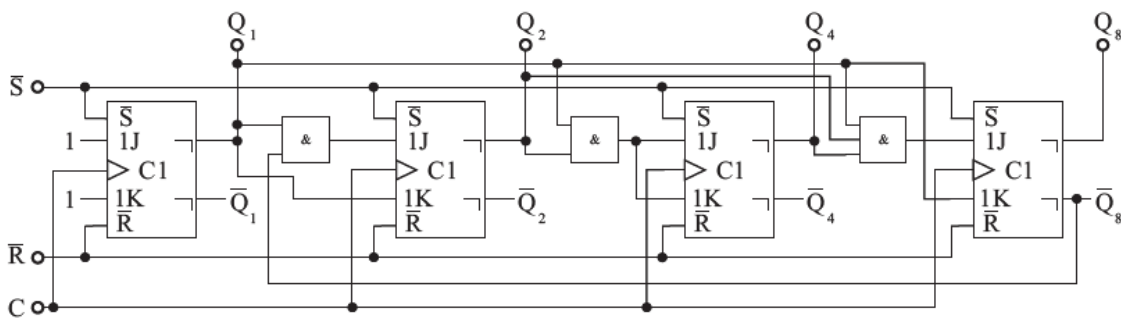 Q₁ Q₂ Q₄ Q₈
S̅
S̅ S̅ S̅ S̅
1 1J & 1J & 1J & 1J
C1 C1 C1 C1
1 1K Q̅₁ 1K Q̅₂ 1K Q̅₄ 1K Q̅₈
R̅ R̅ R̅ R̅
R̅
C